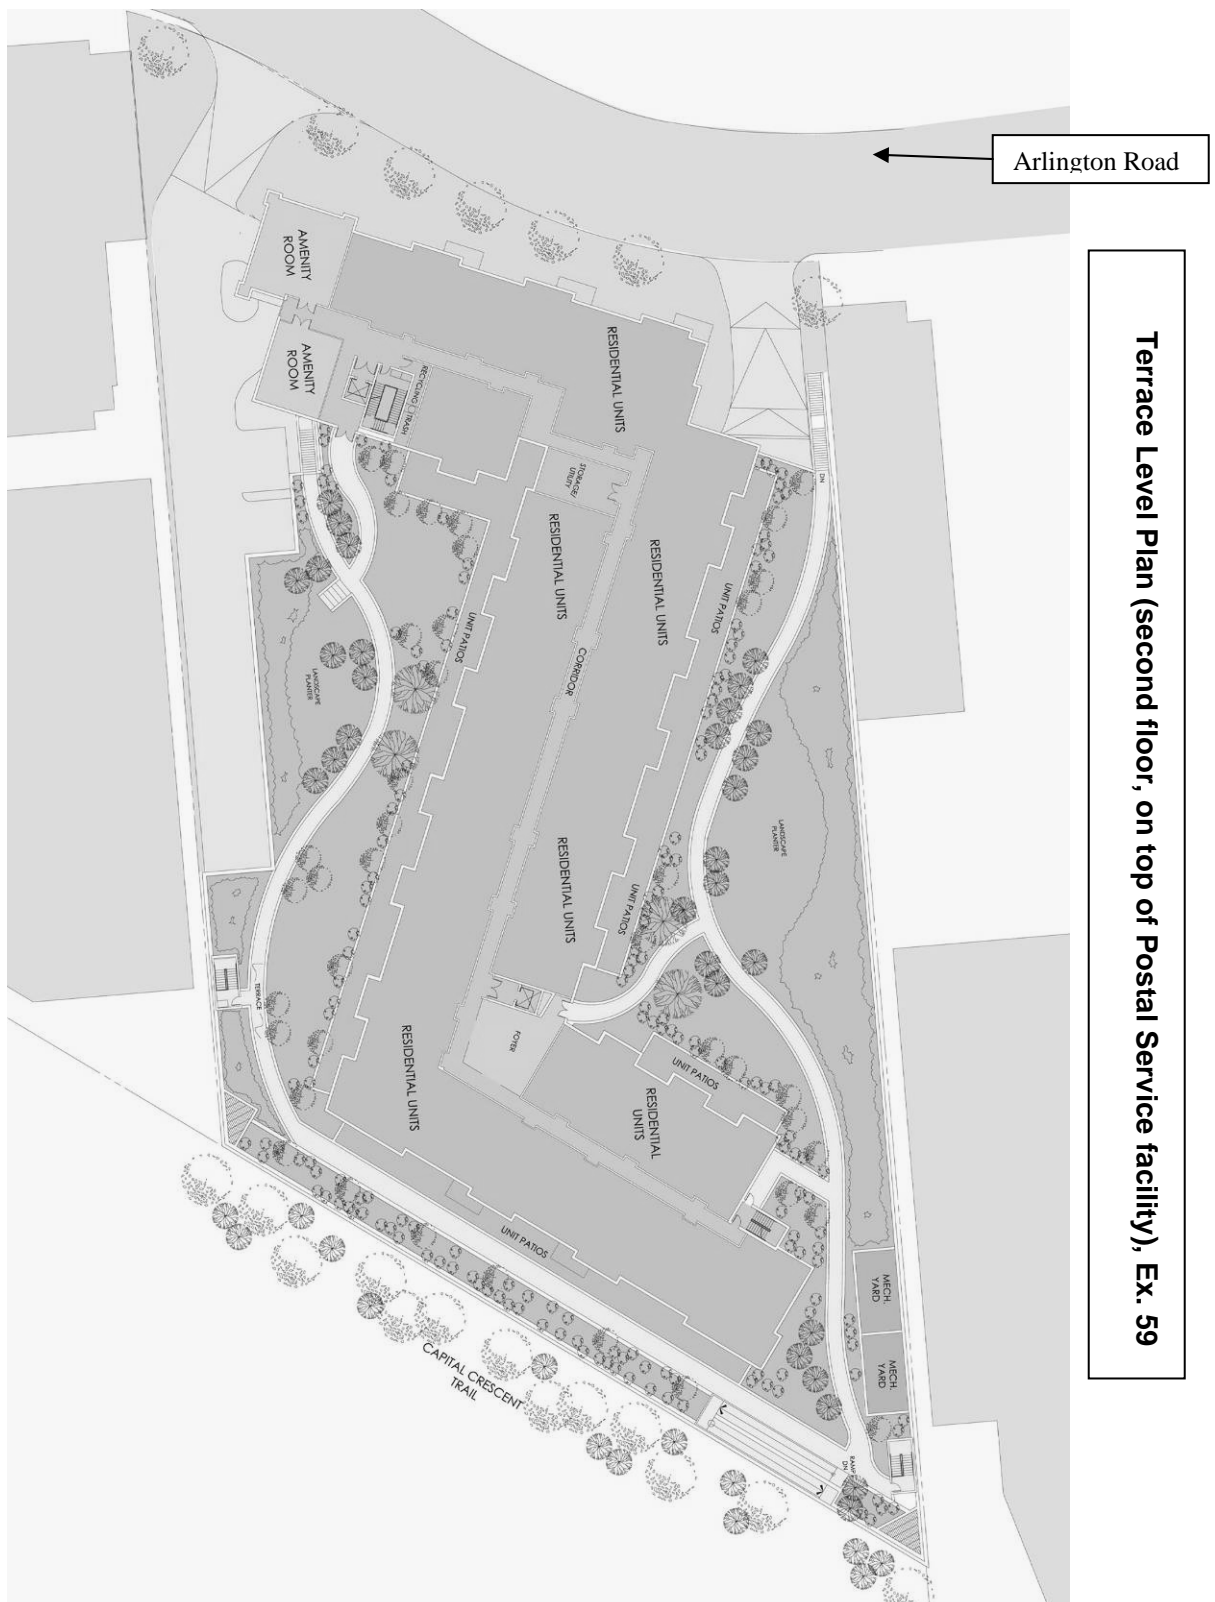 Arlington Road
Terrace Level Plan (second floor, on top of Postal Service facility), Ex. 59
AMENITY
ROOM
AMENITY
ROOM
RECYCLING
TRASH
RESIDENTIAL UNITS
STORAGE/
UTILITY
RESIDENTIAL UNITS
RESIDENTIAL UNITS
DN
UNIT PATIOS
UNIT PATIOS
CORRIDOR
LANDSCAPE
PLANTER
LANDSCAPE
PLANTER
RESIDENTIAL UNITS
UNIT PATIOS
TERRACE
RESIDENTIAL UNITS
FOYER
UNIT PATIOS
RESIDENTIAL
UNITS
UNIT PATIOS
MECH.
YARD
MECH.
YARD
CAPITAL CRESCENT
TRAIL
RAMP
DN